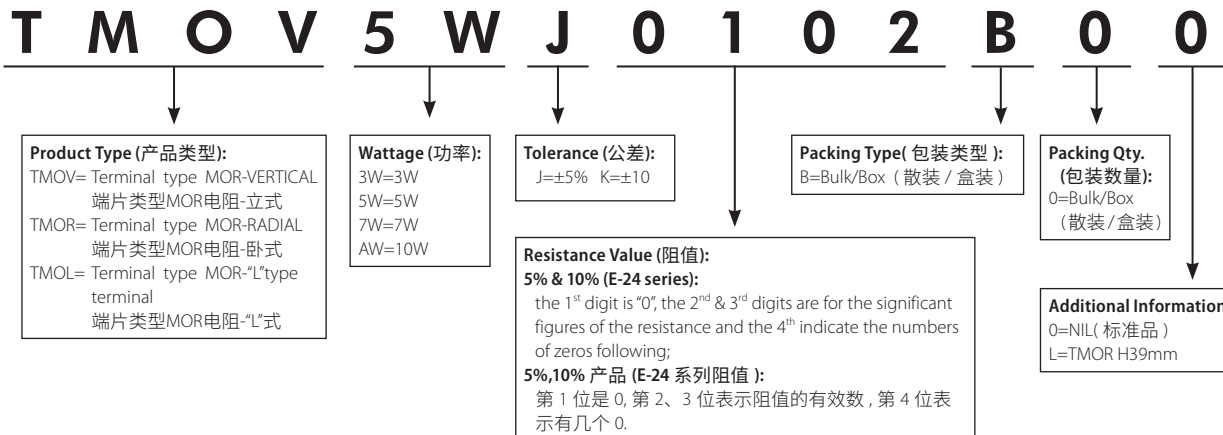 T M O V 5 W J 0 1 0 2 B 0 0
Product Type (产品类型):
TMOV= Terminal type MOR-VERTICAL
端片类型MOR电阻-立式
TMOR= Terminal type MOR-RADIAL
端片类型MOR电阻-卧式
TMOL= Terminal type MOR-“L”type
terminal
端片类型MOR电阻-“L”式
Wattage (功率):
3W=3W
5W=5W
7W=7W
AW=10W
Tolerance (公差):
J=±5% K=±10
Resistance Value (阻值):
5% & 10% (E-24 series):
the 1st digit is “0”, the 2nd & 3rd digits are for the significant
figures of the resistance and the 4th indicate the numbers
of zeros following;
5%,10% 产品 (E-24 系列阻值 ):
第 1 位是 0, 第 2、3 位表示阻值的有效数 , 第 4 位表
示有几个 0.
Packing Type( 包装类型 ):
B=Bulk/Box ( 散装 / 盒装 )
Packing Qty.
(包装数量):
0=Bulk/Box
(散装/盒装)
Additional Information
0=NIL( 标准品 )
L=TMOR H39mm